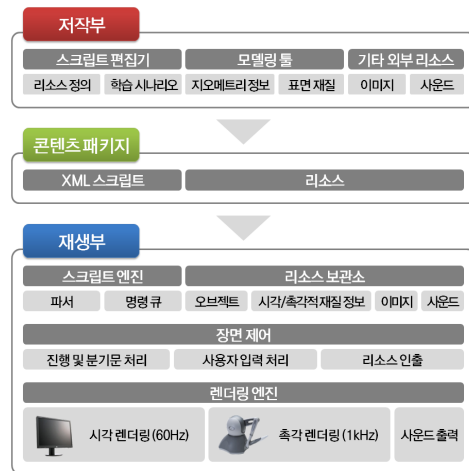 저작부
스크립트 편집기 모델링 툴 기타 외부 리소스
리소스 정의 학습 시나리오 지오메트리 정보 표면 재질 이미지 사운드
콘텐츠 패키지
XML 스크립트 리소스
재생부
스크립트 엔진 리소스 보관소
파서 명령 큐 오브젝트 시각/촉각적 재질 정보 이미지 사운드
장면 제어
진행 및 분기문 처리 사용자 입력 처리 리소스 인출
렌더링 엔진
시각 렌더링 (60Hz) 촉각 렌더링 (1kHz) 사운드 출력